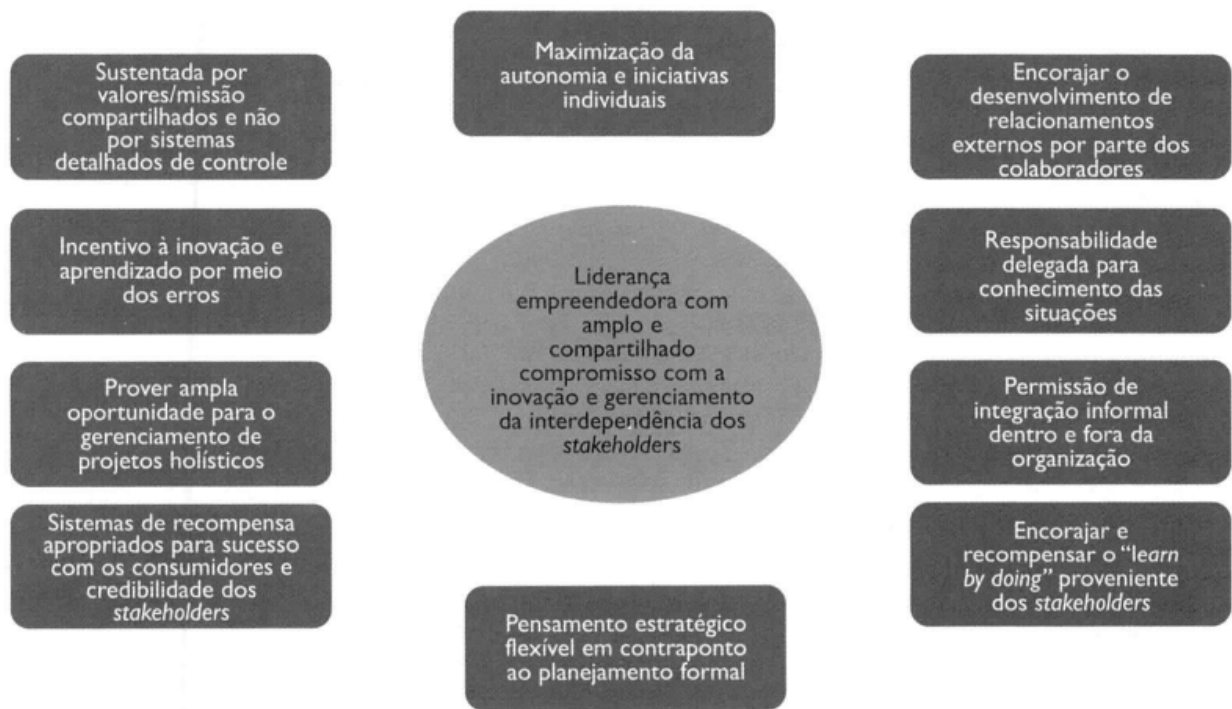 Maximização da
autonomia e iniciativas
individuais
Sustentada por
valores/missão
compartilhados e não
por sistemas
detalhados de controle
Encorajar o
desenvolvimento de
relacionamentos
externos por parte dos
colaboradores
Incentivo à inovação e
aprendizado por meio
dos erros
Liderança
empreendedora com
amplo e
compartilhado
compromisso com a
inovação e gerenciamento
da interdependência dos
stakeholders
Responsabilidade
delegada para
conhecimento das
situações
Prover ampla
oportunidade para o
gerenciamento de
projetos holísticos
Permissão de
integração informal
dentro e fora da
organização
Sistemas de recompensa
apropriados para sucesso
com os consumidores e
credibilidade dos
stakeholders
Encorajar e
recompensar o “learn
by doing” proveniente
dos stakeholders
Pensamento estratégico
flexível em contraponto
ao planejamento formal